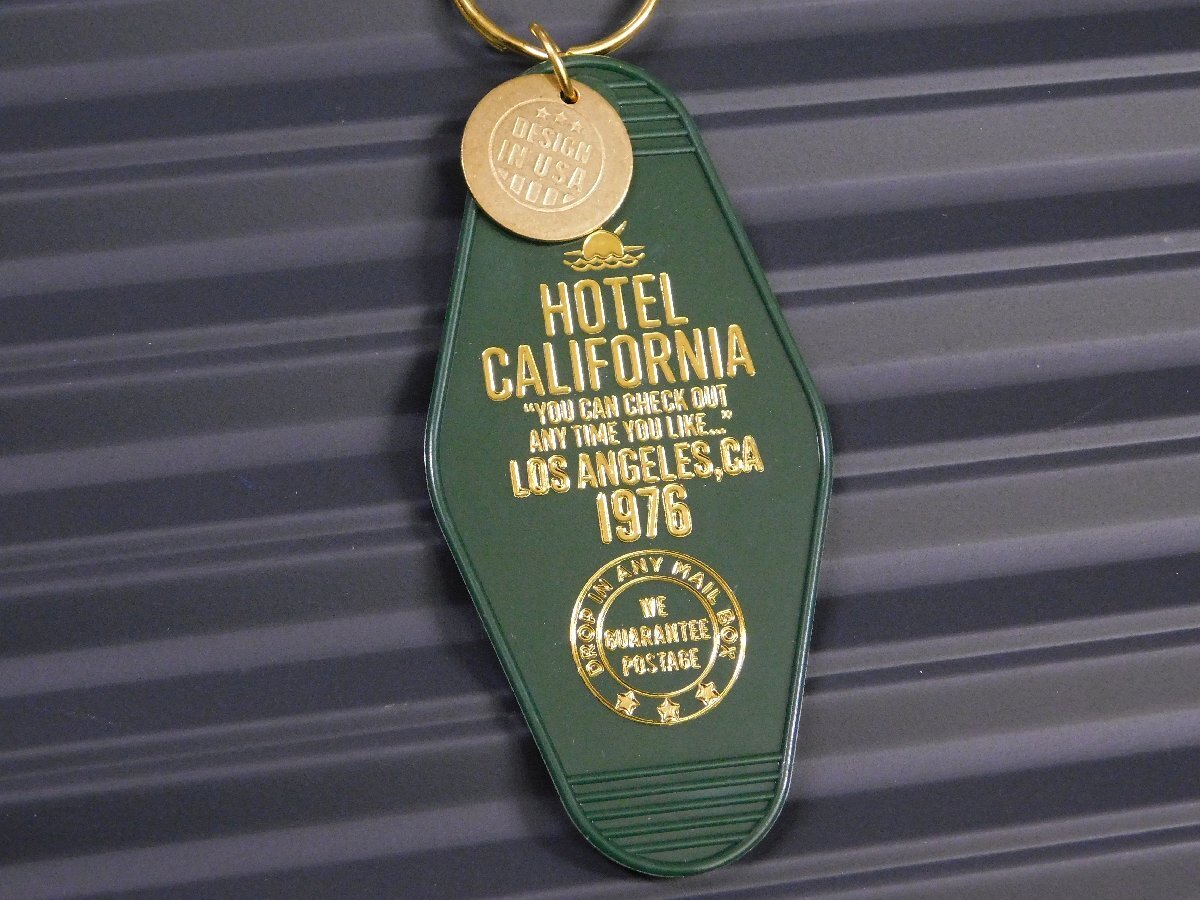 DESIGN
IN USA
HOTEL
CALIFORNIA
“YOU CAN CHECK OUT
ANY TIME YOU LIKE...”
LOS ANGELES,CA
1976
DROP IN ANY MAIL BOX
WE
GUARANTEE
POSTAGE